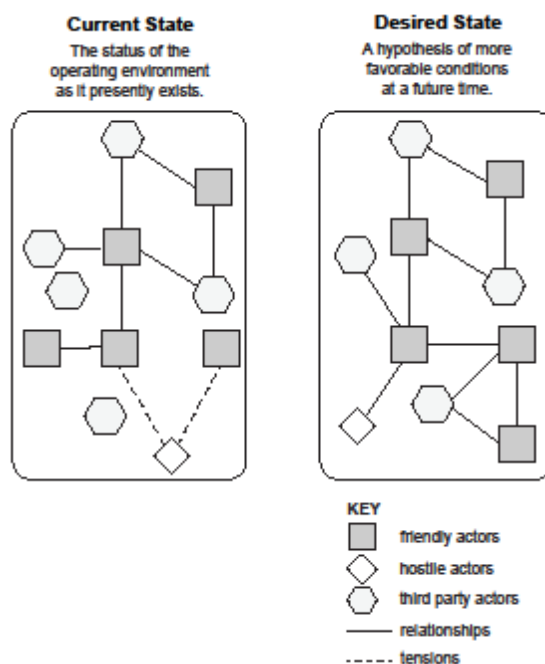 Current State
The status of the
operating environment
as it presently exists.
Desired State
A hypothesis of more
favorable conditions
at a future time.
KEY
friendly actors
hostile actors
third party actors
relationships
tensions